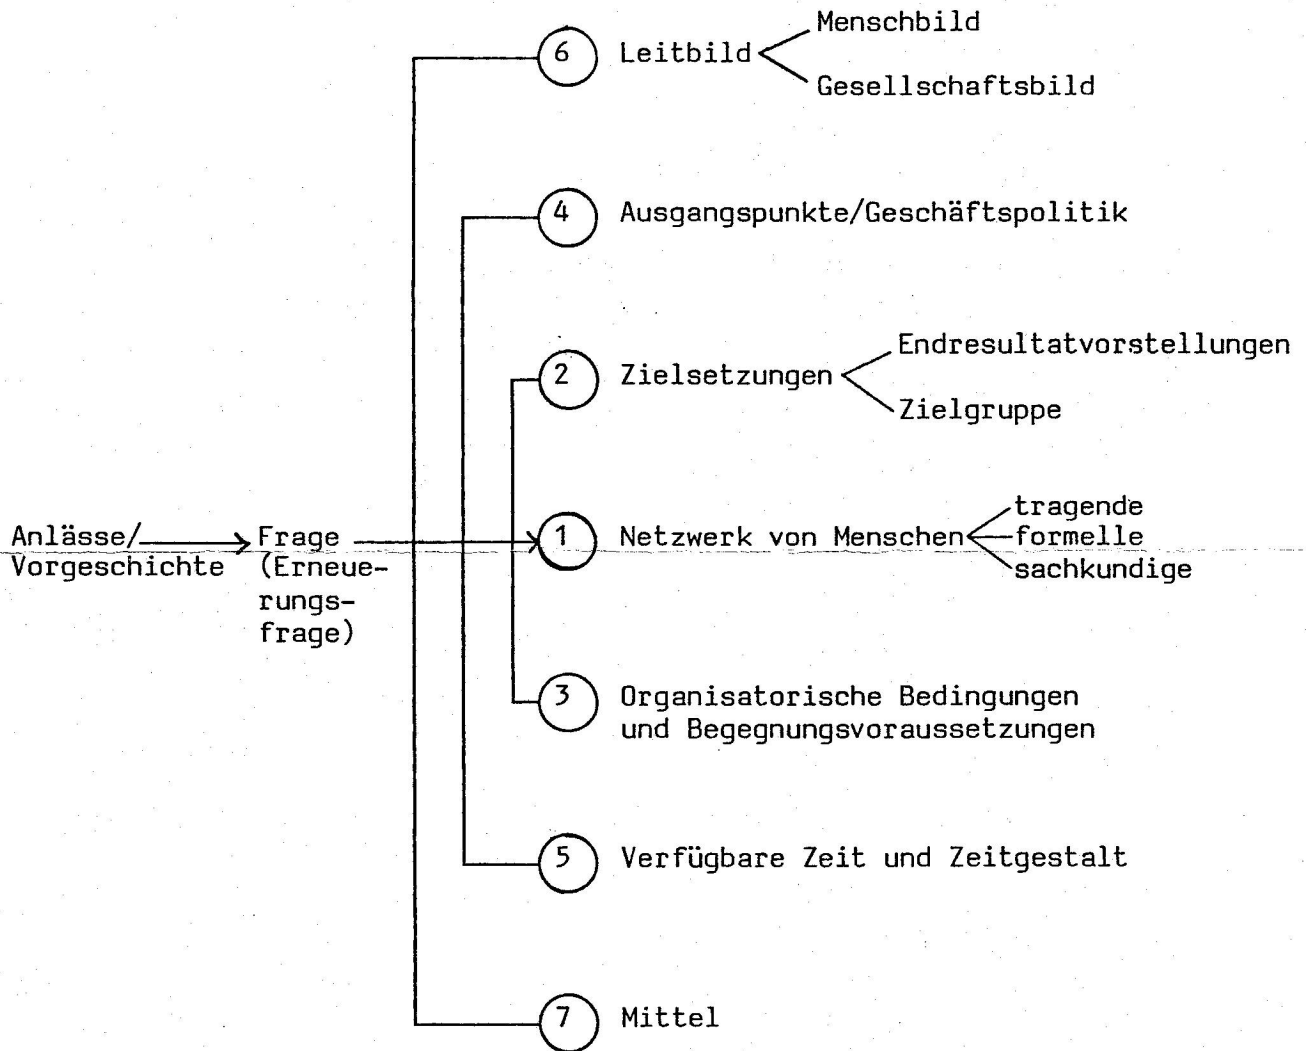 Menschbild
6 Leitbild
Gesellschaftsbild
4 Ausgangspunkte/Geschäftspolitik
Endresultatvorstellungen
2 Zielsetzungen
Zielgruppe
tragende
Anlässe/ Frage 1 Netzwerk von Menschen formelle
Vorgeschichte (Erneue- sachkundige
rungs-
frage)
3 Organisatorische Bedingungen
und Begegnungsvoraussetzungen
5 Verfügbare Zeit und Zeitgestalt
7 Mittel